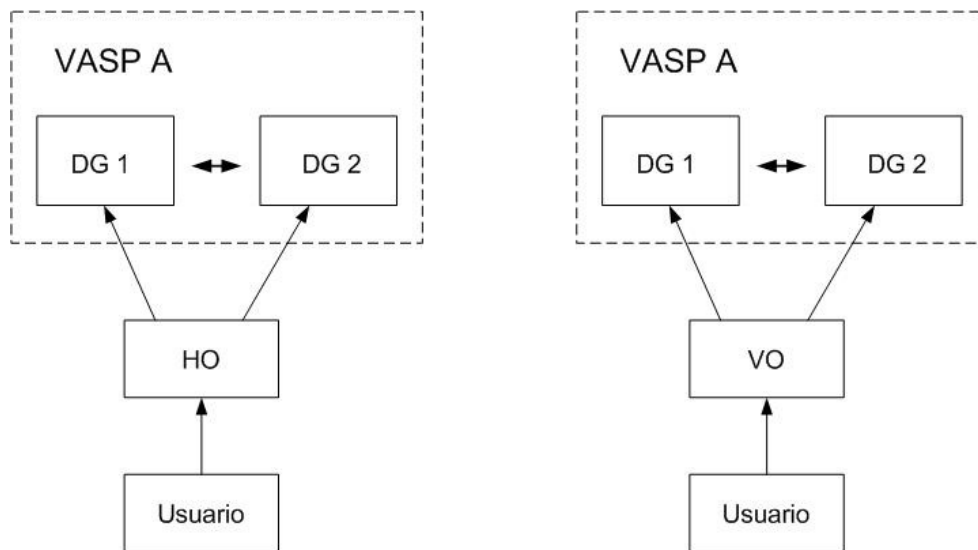 VASP A
DG 1
DG 2
HO
Usuario
VASP A
DG 1
DG 2
VO
Usuario